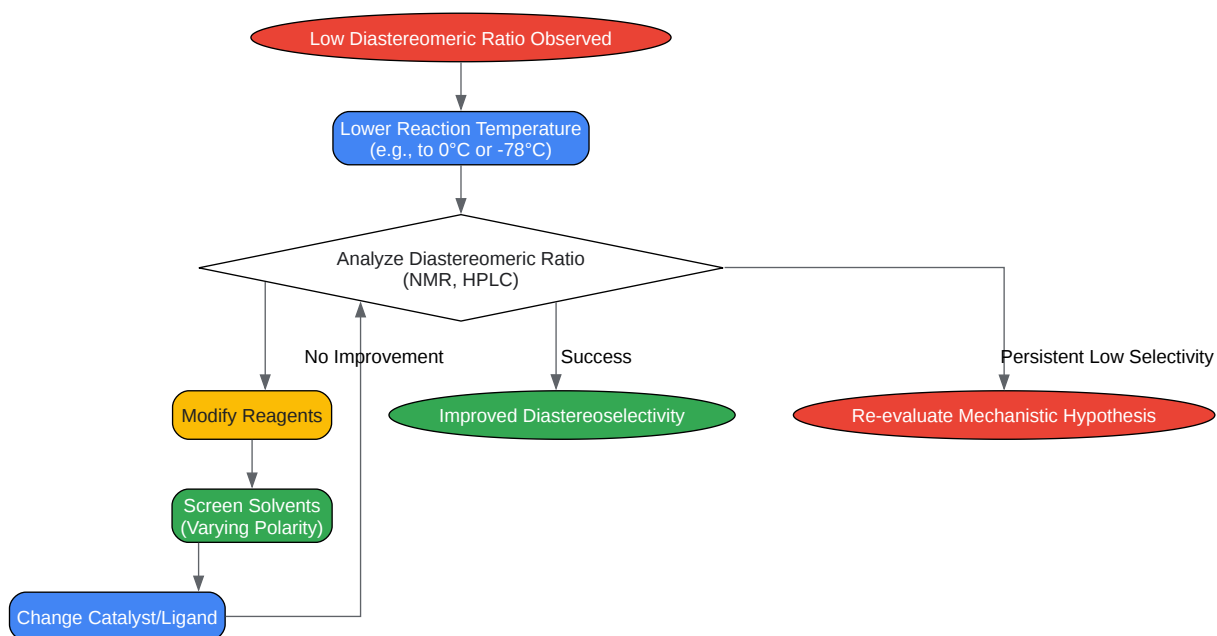 Low Diastereomeric Ratio Observed
Lower Reaction Temperature
(e.g., to 0°C or -78°C)
Analyze Diastereomeric Ratio
(NMR, HPLC)
No Improvement
Success
Persistent Low Selectivity
Modify Reagents
Improved Diastereoselectivity
Re-evaluate Mechanistic Hypothesis
Screen Solvents
(Varying Polarity)
Change Catalyst/Ligand